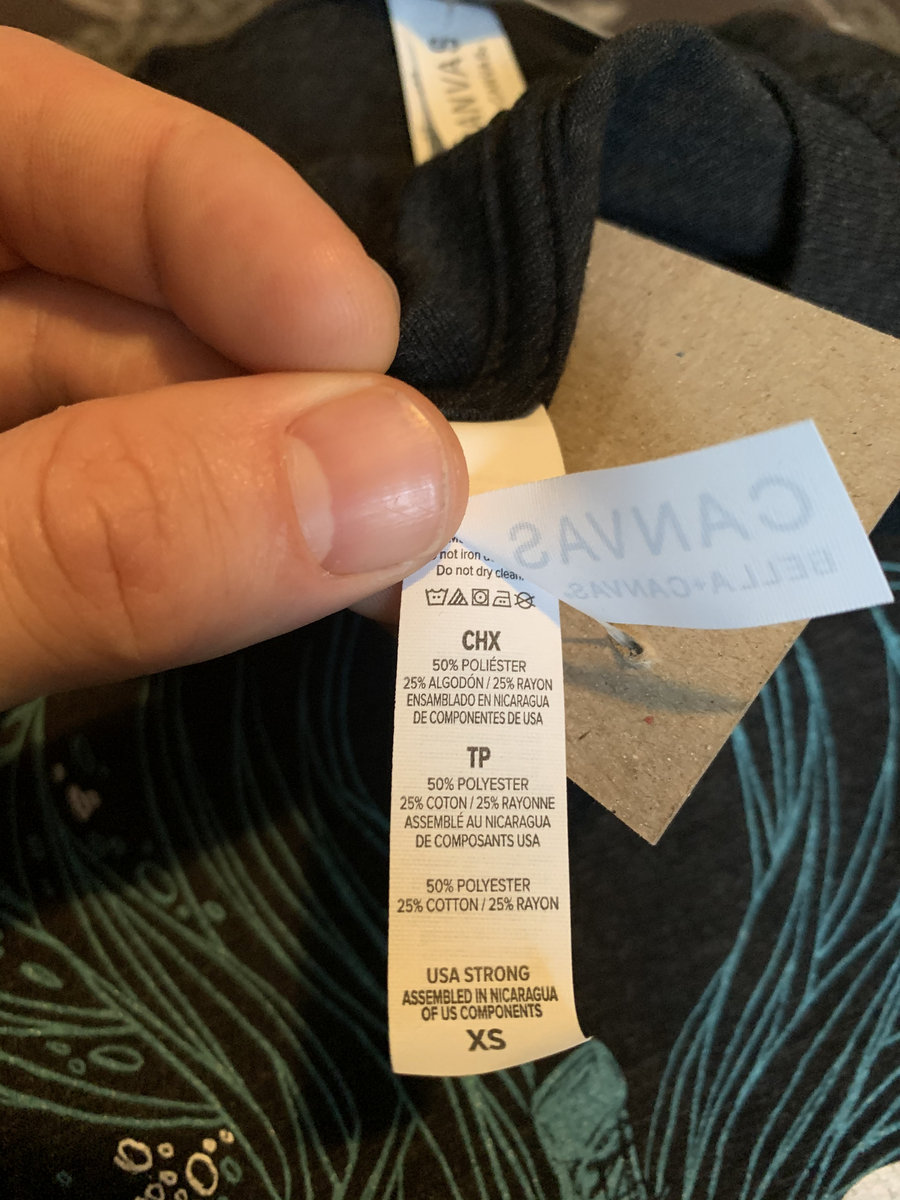 CANVAS
BELLA+CANVAS.
not iron
Do not dry clean.
CHX
50% POLIÉSTER
25% ALGODÓN / 25% RAYON
ENSAMBLADO EN NICARAGUA
DE COMPONENTES DE USA
TP
50% POLYESTER
25% COTON / 25% RAYONNE
ASSEMBLÉ AU NICARAGUA
DE COMPOSANTS USA
50% POLYESTER
25% COTTON / 25% RAYON
USA STRONG
ASSEMBLED IN NICARAGUA
OF US COMPONENTS
XS